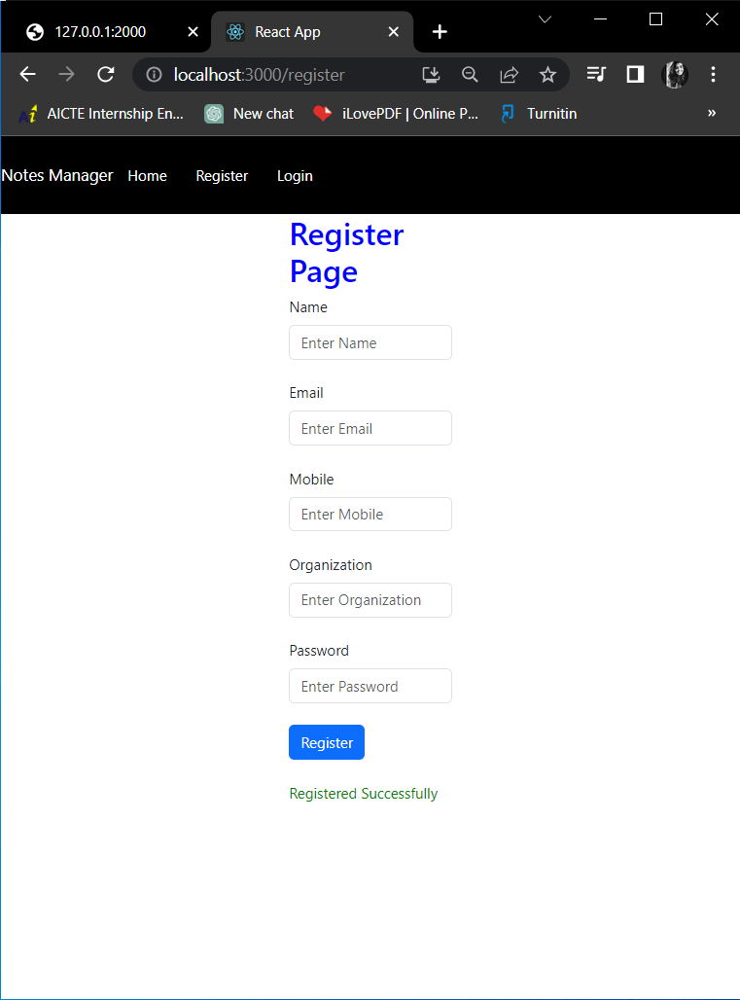 127.0.0.1:2000
React App
localhost:3000/register
AICTE Internship En...
New chat
iLovePDF | Online P...
Turnitin
»
Notes Manager Home Register Login
Register
Page
Name
Enter Name
Email
Enter Email
Mobile
Enter Mobile
Organization
Enter Organization
Password
Enter Password
Register
Registered Successfully